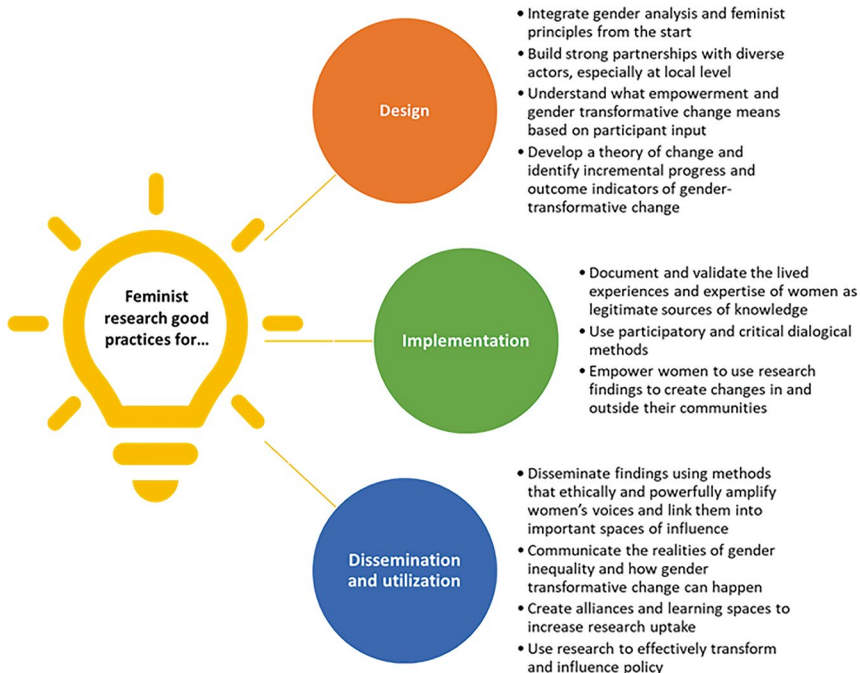 Feminist
research good
practices for...
Design
• Integrate gender analysis and feminist
principles from the start
• Build strong partnerships with diverse
actors, especially at local level
• Understand what empowerment and
gender transformative change means
based on participant input
• Develop a theory of change and
identify incremental progress and
outcome indicators of gender-
transformative change
Implementation
• Document and validate the lived
experiences and expertise of women as
legitimate sources of knowledge
• Use participatory and critical dialogical
methods
• Empower women to use research
findings to create changes in and
outside their communities
Dissemination
and utilization
• Disseminate findings using methods
that ethically and powerfully amplify
women's voices and link them into
important spaces of influence
• Communicate the realities of gender
inequality and how gender
transformative change can happen
• Create alliances and learning spaces to
increase research uptake
• Use research to effectively transform
and influence policy